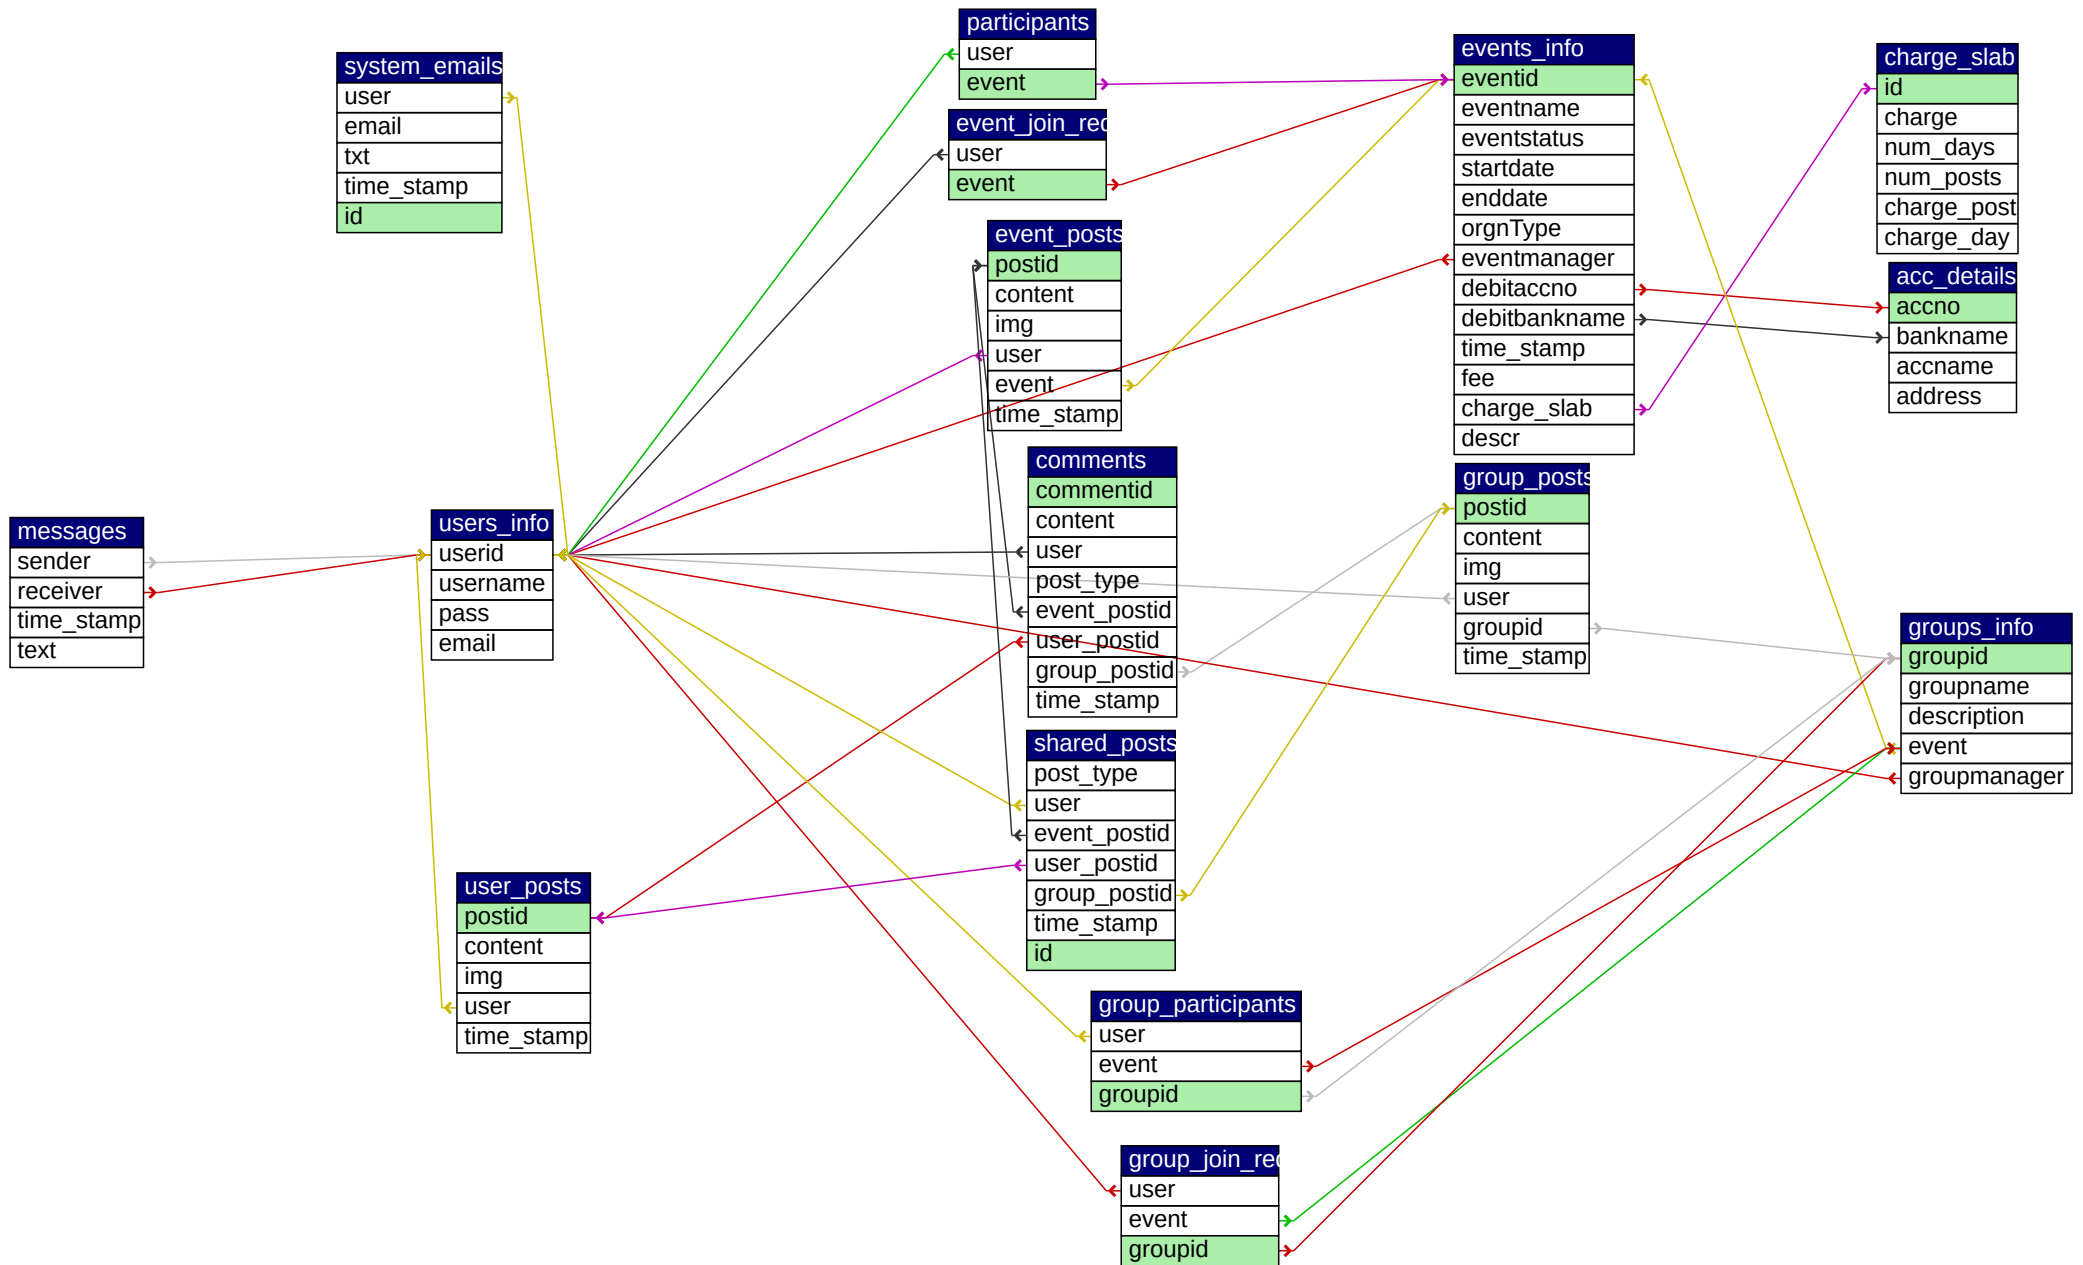 participants
user
event
system_emails
user
email
txt
time_stamp
id
events_info
eventid
eventname
eventstatus
startdate
enddate
orgnType
eventmanager
debitaccno
debitbankname
time_stamp
fee
charge_slab
descr
charge_slab
id
charge
num_days
num_posts
charge_post
charge_day
event_join_req
user
event
event_posts
postid
content
img
user
event
time_stamp
acc_details
accno
bankname
accname
address
comments
commentid
content
user
post_type
event_postid
user_postid
group_postid
time_stamp
group_posts
postid
content
img
user
groupid
time_stamp
messages
sender
receiver
time_stamp
text
users_info
userid
username
pass
email
groups_info
groupid
groupname
description
event
groupmanager
shared_posts
post_type
user
event_postid
user_postid
group_postid
time_stamp
id
user_posts
postid
content
img
user
time_stamp
group_participants
user
event
groupid
group_join_req
user
event
groupid